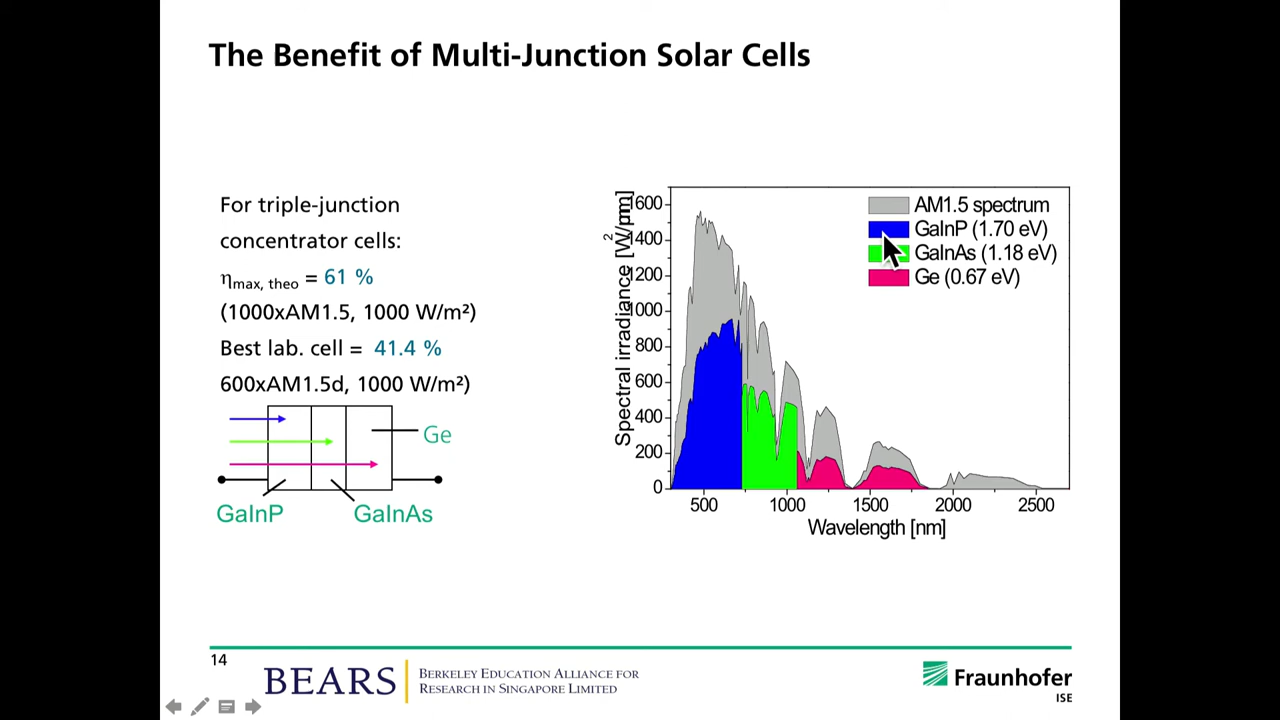 The Benefit of Multi-Junction Solar Cells
For triple-junction
concentrator cells:
ηmax, theo = 61 %
(1000xAM1.5, 1000 W/m²)
Best lab. cell = 41.4 %
600xAM1.5d, 1000 W/m²)
Ge
GaInP
GaInAs
Spectral irradiance [W/m²µm]
1600
1400
1200
1000
800
600
400
200
0
500
1000
1500
2000
2500
Wavelength [nm]
AM1.5 spectrum
GaInP (1.70 eV)
GaInAs (1.18 eV)
Ge (0.67 eV)
14
BEARS
BERKELEY EDUCATION ALLIANCE FOR
RESEARCH IN SINGAPORE LIMITED
Fraunhofer
ISE